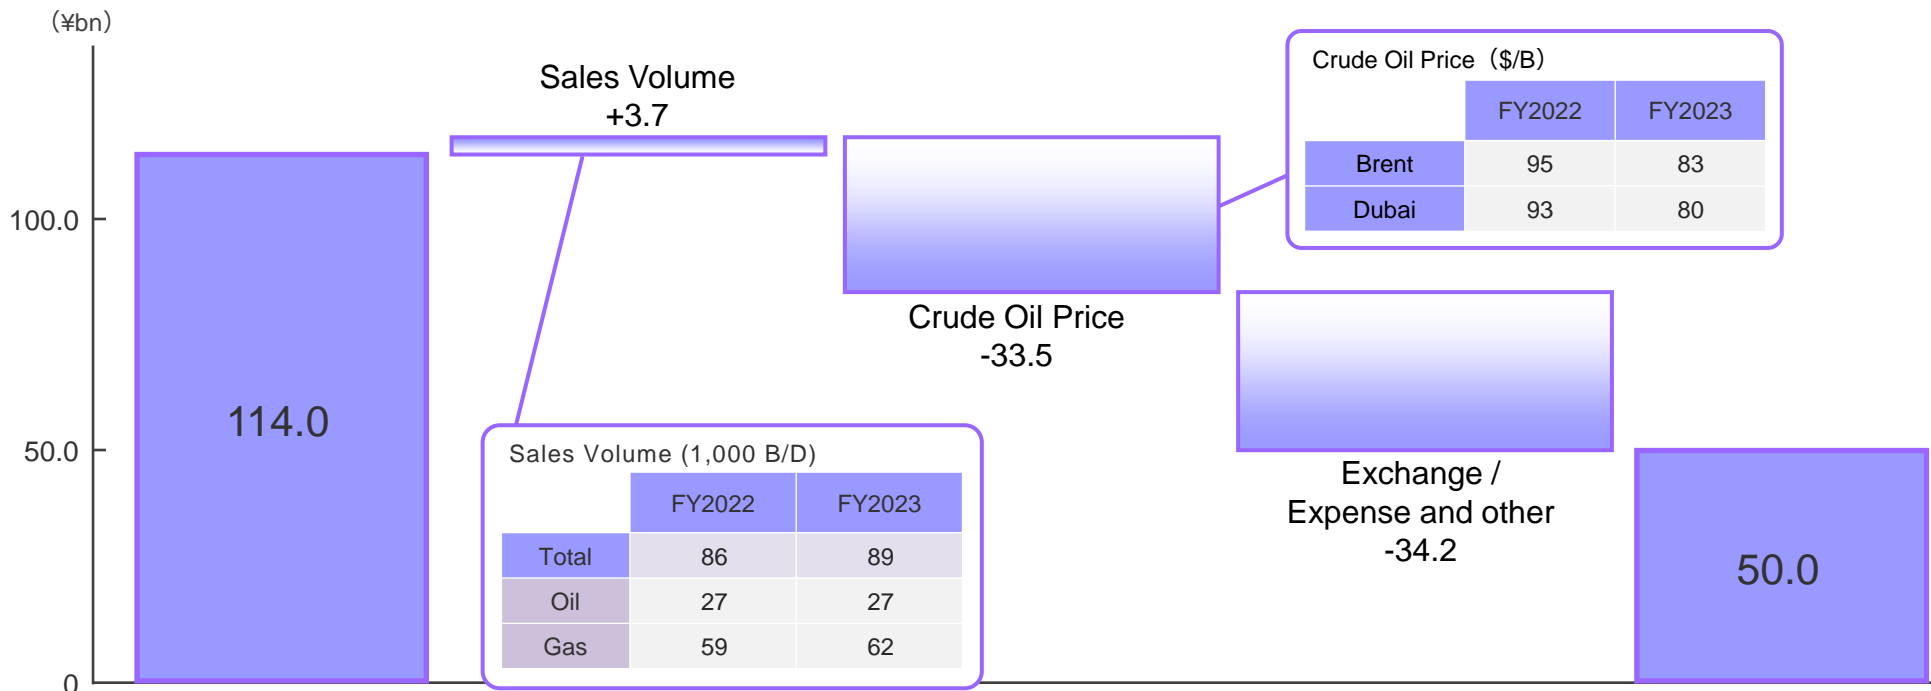 （¥bn）
Sales Volume
+3.7
Crude Oil Price（$/B）
FY2022 FY2023
Brent 95 83
Dubai 93 80
100.0
Crude Oil Price
-33.5
114.0
50.0
Sales Volume (1,000 B/D)
FY2022 FY2023
Total 86 89
Oil 27 27
Gas 59 62
Exchange /
Expense and other
-34.2
50.0
0